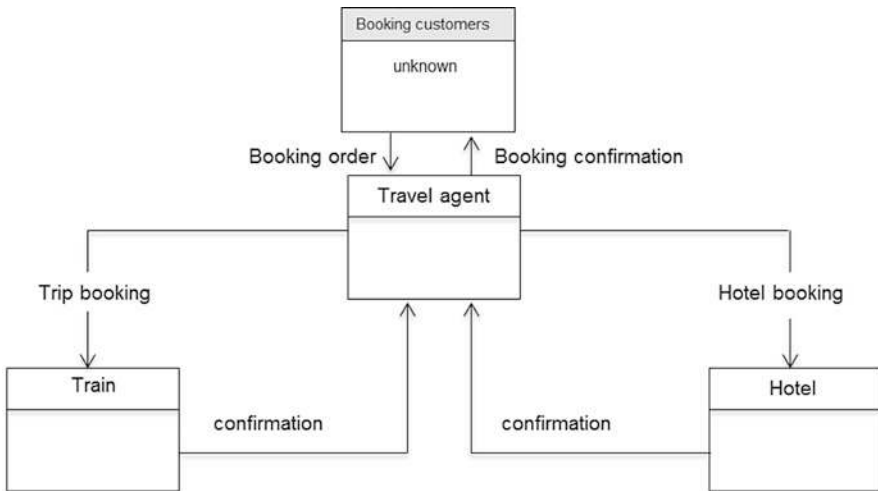 Booking customers
unknown
Booking order
Booking confirmation
Travel agent
Trip booking
Hotel booking
Train
Hotel
confirmation
confirmation